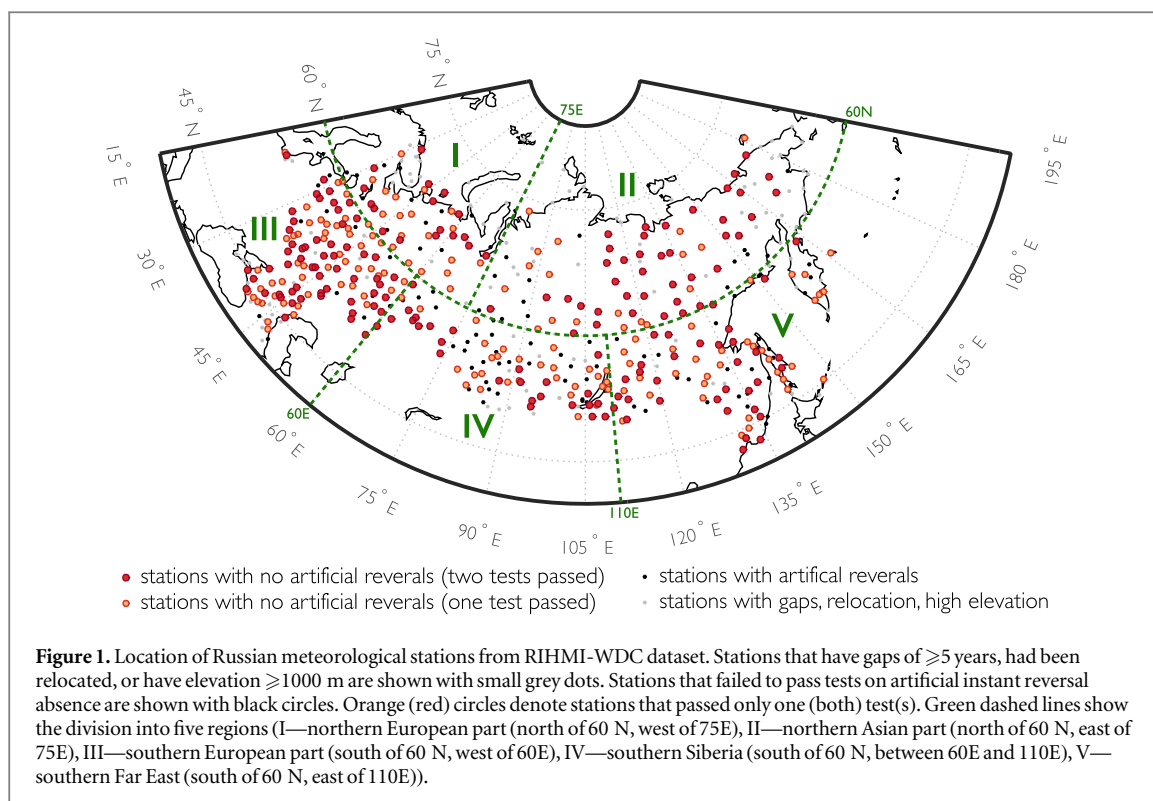 75° N
60° N
45° N
15° E
30° E
45° E
60° E
75° E
90° E
105° E
120° E
135° E
150° E
165° E
180° E
195° E
75E
60N
60E
110E
I
II
III
IV
V
stations with no artificial reverals (two tests passed)
stations with no artificial reverals (one test passed)
stations with artifical reverals
stations with gaps, relocation, high elevation
Figure 1. Location of Russian meteorological stations from RIHMI-WDC dataset. Stations that have gaps of ⩾5 years, had been
relocated, or have elevation ⩾1000 m are shown with small grey dots. Stations that failed to pass tests on artificial instant reversal
absence are shown with black circles. Orange (red) circles denote stations that passed only one (both) test(s). Green dashed lines show
the division into five regions (I—northern European part (north of 60 N, west of 75E), II—northern Asian part (north of 60 N, east of
75E), III—southern European part (south of 60 N, west of 60E), IV—southern Siberia (south of 60 N, between 60E and 110E), V—
southern Far East (south of 60 N, east of 110E)).